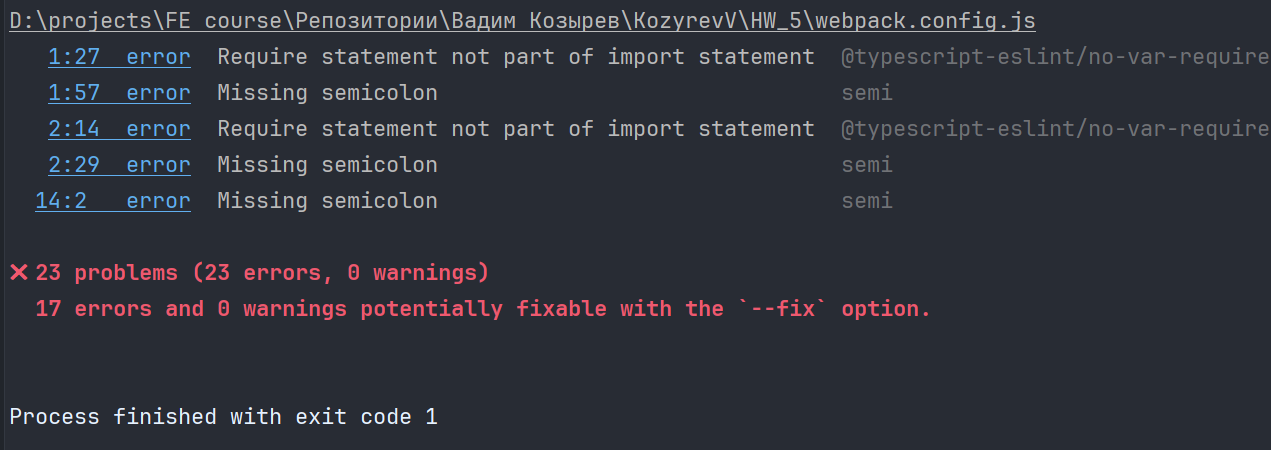 D:\projects\FE course\Репозитории\Вадим Козырев\KozyrevV\HW_5\webpack.config.js
1:27 error Require statement not part of import statement @typescript-eslint/no-var-require
1:57 error Missing semicolon semi
2:14 error Require statement not part of import statement @typescript-eslint/no-var-require
2:29 error Missing semicolon semi
14:2 error Missing semicolon semi
✖ 23 problems (23 errors, 0 warnings)
17 errors and 0 warnings potentially fixable with the `--fix` option.
Process finished with exit code 1